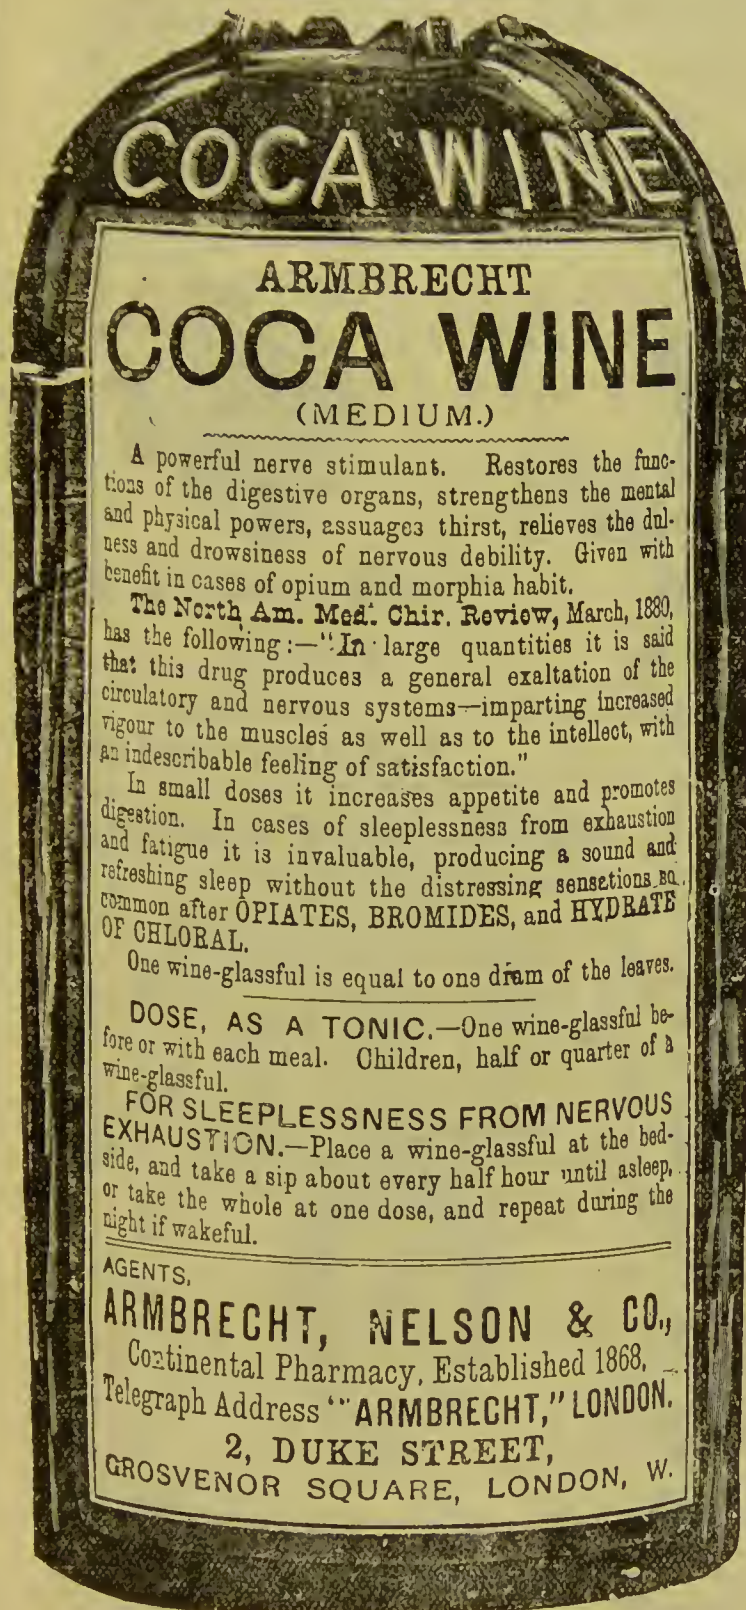 COCA WINE
ARMBRECHT
COCA WINE
(MEDIUM.)
A powerful nerve stimulant. Restores the func-
tions of the digestive organs, strengthens the mental
and physical powers, assuages thirst, relieves the dul-
ness and drowsiness of nervous debility. Given with
benefit in cases of opium and morphia habit.
The North Am. Med. Chir. Review, March, 1880,
has the following:—"In large quantities it is said
that this drug produces a general exaltation of the
circulatory and nervous systems—imparting increased
vigour to the muscles as well as to the intellect, with
an indescribable feeling of satisfaction."
In small doses it increases appetite and promotes
digestion. In cases of sleeplessness from exhaustion
and fatigue it is invaluable, producing a sound and
refreshing sleep without the distressing sensations so
common after OPIATES, BROMIDES, and HYDRATE
OF CHLORAL.
One wine-glassful is equal to one dram of the leaves.
DOSE, AS A TONIC.—One wine-glassful be-
fore or with each meal. Children, half or quarter of a
wine-glassful.
FOR SLEEPLESSNESS FROM NERVOUS
EXHAUSTION.—Place a wine-glassful at the bed-
side, and take a sip about every half hour until asleep,
or take the whole at one dose, and repeat during the
night if wakeful.
AGENTS,
ARMBRECHT, NELSON & CO.,
Continental Pharmacy, Established 1868,
Telegraph Address "ARMBRECHT," LONDON.
2, DUKE STREET,
GROSVENOR SQUARE, LONDON, W.